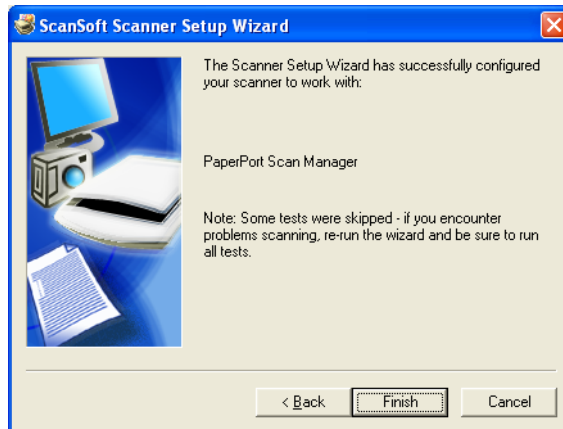 ScanSoft Scanner Setup Wizard
The Scanner Setup Wizard has successfully configured
your scanner to work with:
PaperPort Scan Manager
Note: Some tests were skipped - if you encounter
problems scanning, re-run the wizard and be sure to run
all tests.
< Back
Finish
Cancel